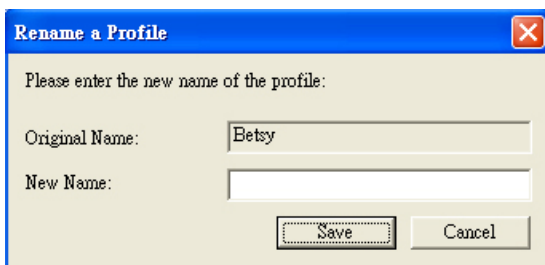 Rename a Profile
Please enter the new name of the profile:
Original Name: Betsy
New Name:
Save Cancel